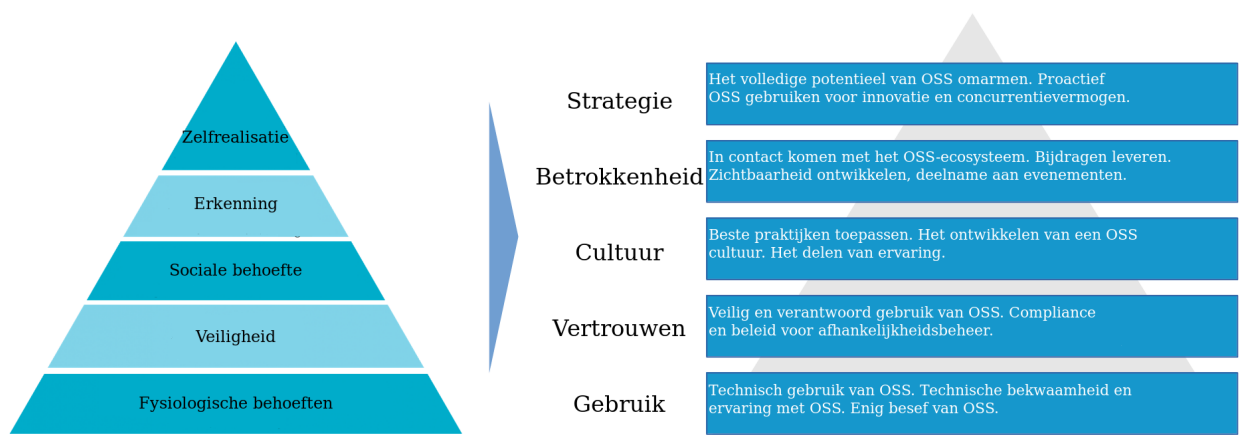 Zelfrealisatie
Erkenning
Sociale behoefte
Veiligheid
Fysiologische behoeften
Strategie
Het volledige potentieel van OSS omarmen. Proactief
OSS gebruiken voor innovatie en concurrentievermogen.
Betrokkenheid
In contact komen met het OSS-ecosysteem. Bijdragen leveren.
Zichtbaarheid ontwikkelen, deelname aan evenementen.
Cultuur
Beste praktijken toepassen. Het ontwikkelen van een OSS
cultuur. Het delen van ervaring.
Vertrouwen
Veilig en verantwoord gebruik van OSS. Compliance
en beleid voor afhankelijkheidsbeheer.
Gebruik
Technisch gebruik van OSS. Technische bekwaamheid en
ervaring met OSS. Enig besef van OSS.